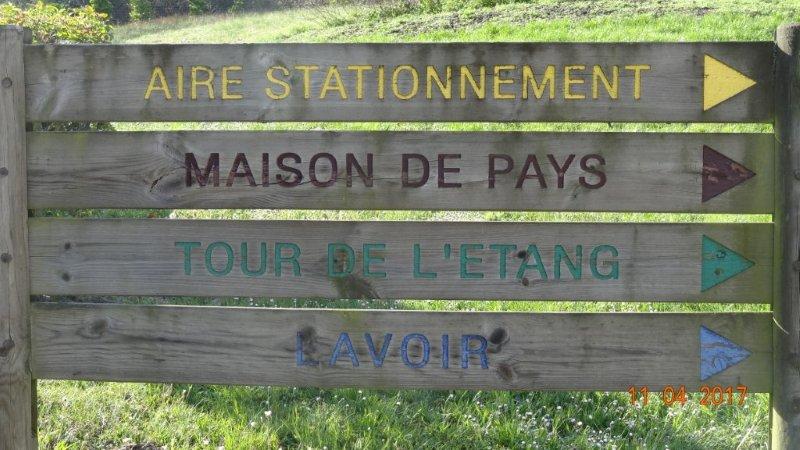 AIRE STATIONNEMENT
MAISON DE PAYS
TOUR DE L'ETANG
LAVOIR
11 04 2017